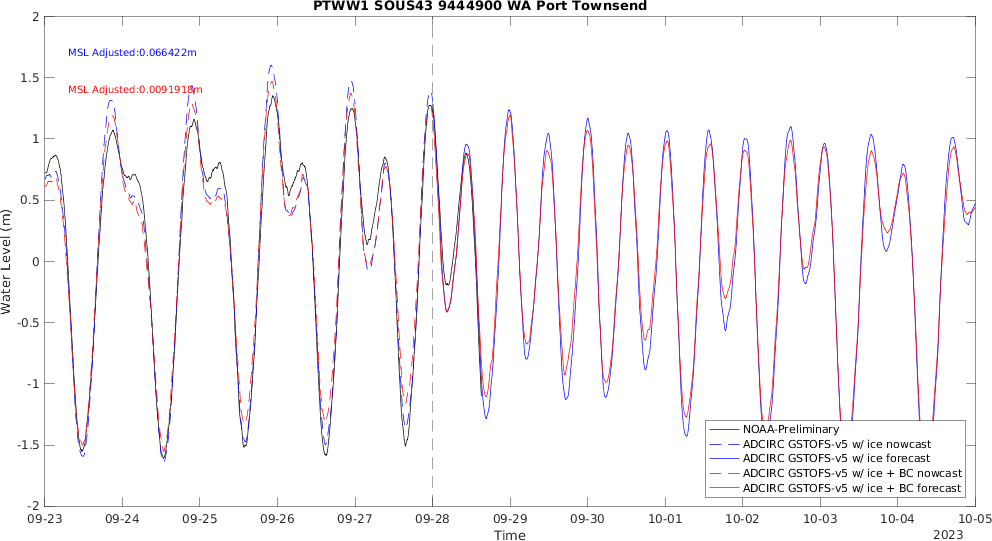 PTWW1 SOUS43 9444900 WA Port Townsend
MSL Adjusted:0.066422m
MSL Adjusted:0.0091918m
Water Level (m)
2
1.5
1
0.5
0
-0.5
-1
-1.5
-2
NOAA-Preliminary
ADCIRC GSTOFS-v5 w/ ice nowcast
ADCIRC GSTOFS-v5 w/ ice forecast
ADCIRC GSTOFS-v5 w/ ice + BC nowcast
ADCIRC GSTOFS-v5 w/ ice + BC forecast
09-23 09-24 09-25 09-26 09-27 09-28 09-29 09-30 10-01 10-02 10-03 10-04 10-05
Time
2023